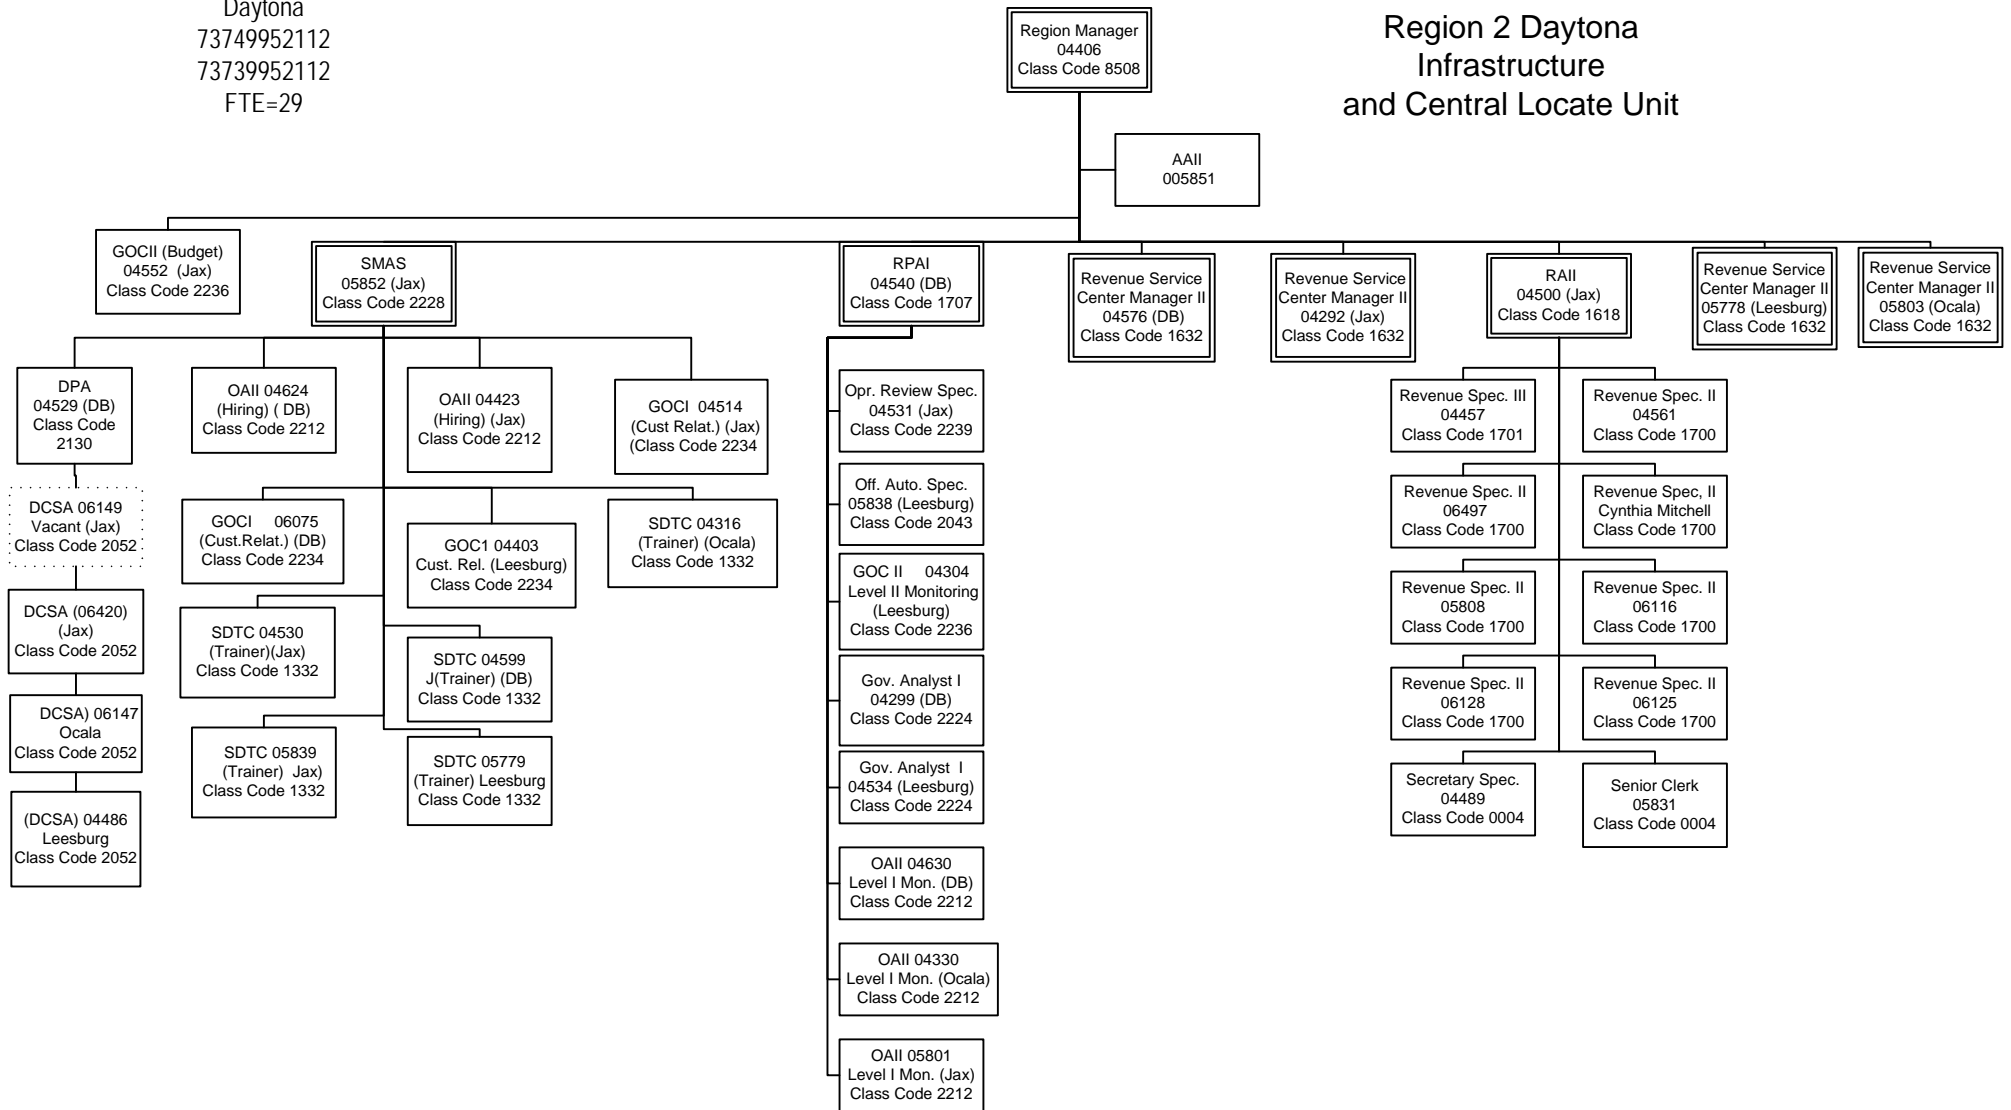 Daytona
73749952112
73739952112
FTE=29
Region Manager
04406
Class Code 8508
Region 2 Daytona
Infrastructure
and Central Locate Unit
AAII
005851
GOCII (Budget)
04552 (Jax)
Class Code 2236
SMAS
05852 (Jax)
Class Code 2228
RPAI
04540 (DB)
Class Code 1707
Revenue Service
Center Manager II
04576 (DB)
Class Code 1632
Revenue Service
Center Manager II
04292 (Jax)
Class Code 1632
RAII
04500 (Jax)
Class Code 1618
Revenue Service
Center Manager II
05778 (Leesburg)
Class Code 1632
Revenue Service
Center Manager II
05803 (Ocala)
Class Code 1632
DPA
04529 (DB)
Class Code
2130
OAII 04624
(Hiring) ( DB)
Class Code 2212
OAII 04423
(Hiring) (Jax)
Class Code 2212
GOCI 04514
(Cust Relat.) (Jax)
(Class Code 2234
DCSA 06149
Vacant (Jax)
Class Code 2052
GOCI 06075
(Cust.Relat.) (DB)
Class Code 2234
GOC1 04403
Cust. Rel. (Leesburg)
Class Code 2234
SDTC 04316
(Trainer) (Ocala)
Class Code 1332
DCSA (06420)
(Jax)
Class Code 2052
SDTC 04530
(Trainer)(Jax)
Class Code 1332
SDTC 04599
J(Trainer) (DB)
Class Code 1332
DCSA) 06147
Ocala
Class Code 2052
SDTC 05839
(Trainer) Jax)
Class Code 1332
SDTC 05779
(Trainer) Leesburg
Class Code 1332
(DCSA) 04486
Leesburg
Class Code 2052
Opr. Review Spec.
04531 (Jax)
Class Code 2239
Off. Auto. Spec.
05838 (Leesburg)
Class Code 2043
GOC II 04304
Level II Monitoring
(Leesburg)
Class Code 2236
Gov. Analyst I
04299 (DB)
Class Code 2224
Gov. Analyst I
04534 (Leesburg)
Class Code 2224
OAII 04630
Level I Mon. (DB)
Class Code 2212
OAII 04330
Level I Mon. (Ocala)
Class Code 2212
OAII 05801
Level I Mon. (Jax)
Class Code 2212
Revenue Spec. III
04457
Class Code 1701
Revenue Spec. II
04561
Class Code 1700
Revenue Spec. II
06497
Class Code 1700
Revenue Spec, II
Cynthia Mitchell
Class Code 1700
Revenue Spec. II
05808
Class Code 1700
Revenue Spec. II
06116
Class Code 1700
Revenue Spec. II
06128
Class Code 1700
Revenue Spec. II
06125
Class Code 1700
Secretary Spec.
04489
Class Code 0004
Senior Clerk
05831
Class Code 0004